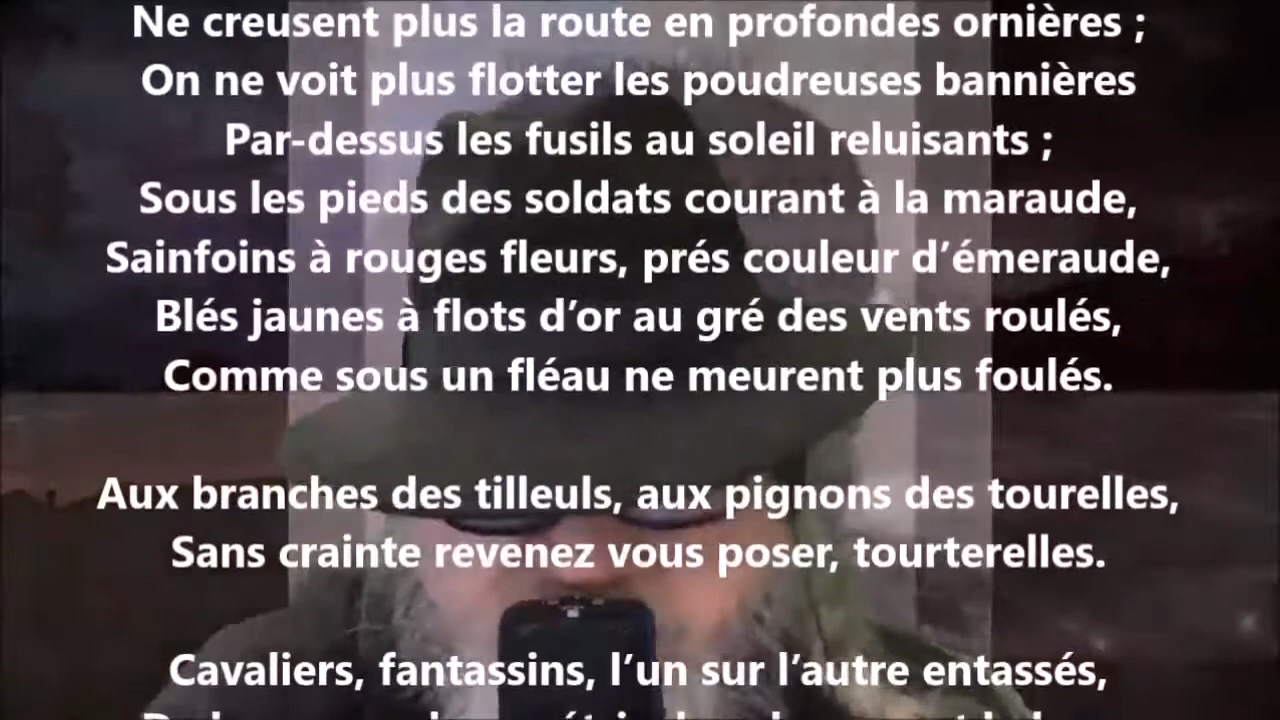 Ne creusent plus la route en profondes ornières ;
On ne voit plus flotter les poudreuses bannières
Par-dessus les fusils au soleil reluisants ;
Sous les pieds des soldats courant à la maraude,
Sainfoins à rouges fleurs, prés couleur d’émeraude,
Blés jaunes à flots d’or au gré des vents roulés,
Comme sous un fléau ne meurent plus foulés.
Aux branches des tilleuls, aux pignons des tourelles,
Sans crainte revenez vous poser, tourterelles.
Cavaliers, fantassins, l’un sur l’autre entassés,